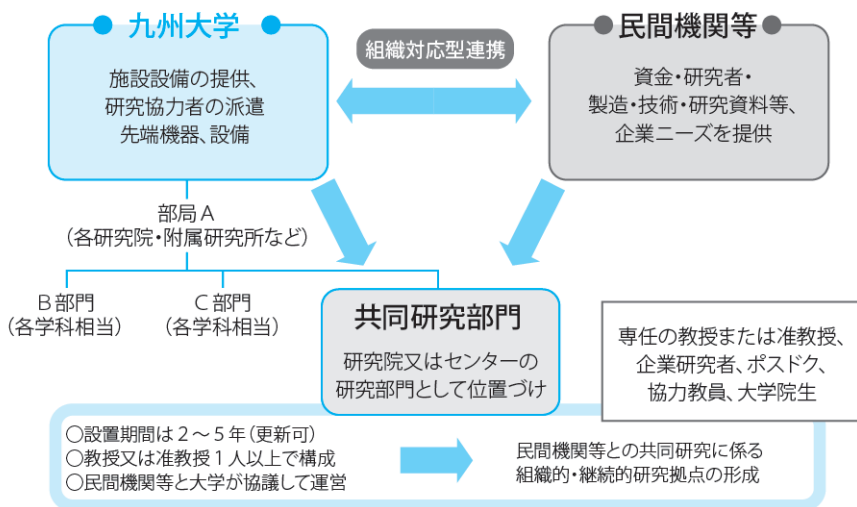 九州大学
施設設備の提供、
研究協力者の派遣
先端機器、設備
組織対応型連携
民間機関等
資金・研究者・
製造・技術・研究資料等、
企業ニーズを提供
部局A
(各研究院・附属研究所など)
B部門
(各学科相当)
C部門
(各学科相当)
共同研究部門
研究院又はセンターの
研究部門として位置づけ
専任の教授または准教授、
企業研究者、ポスドク、
協力教員、大学院生
○設置期間は2～5年(更新可)
○教授又は准教授1人以上で構成
○民間機関等と大学が協議して運営
民間機関等との共同研究に係る
組織的・継続的研究拠点の形成